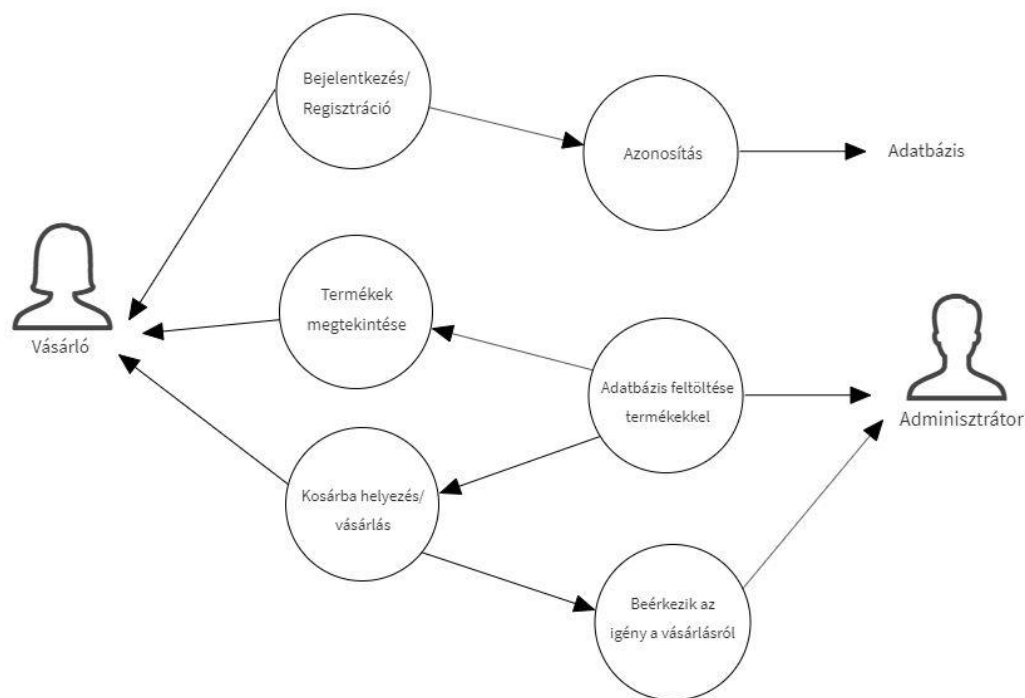 Bejelentkezés/
Regisztráció
Azonosítás
Adatbázis
Vásárló
Termékek
megtekintése
Adatbázis feltöltése
termékekkel
Adminisztrátor
Kosárba helyezés/
vásárlás
Beérkezik az
igény a vásárlásról